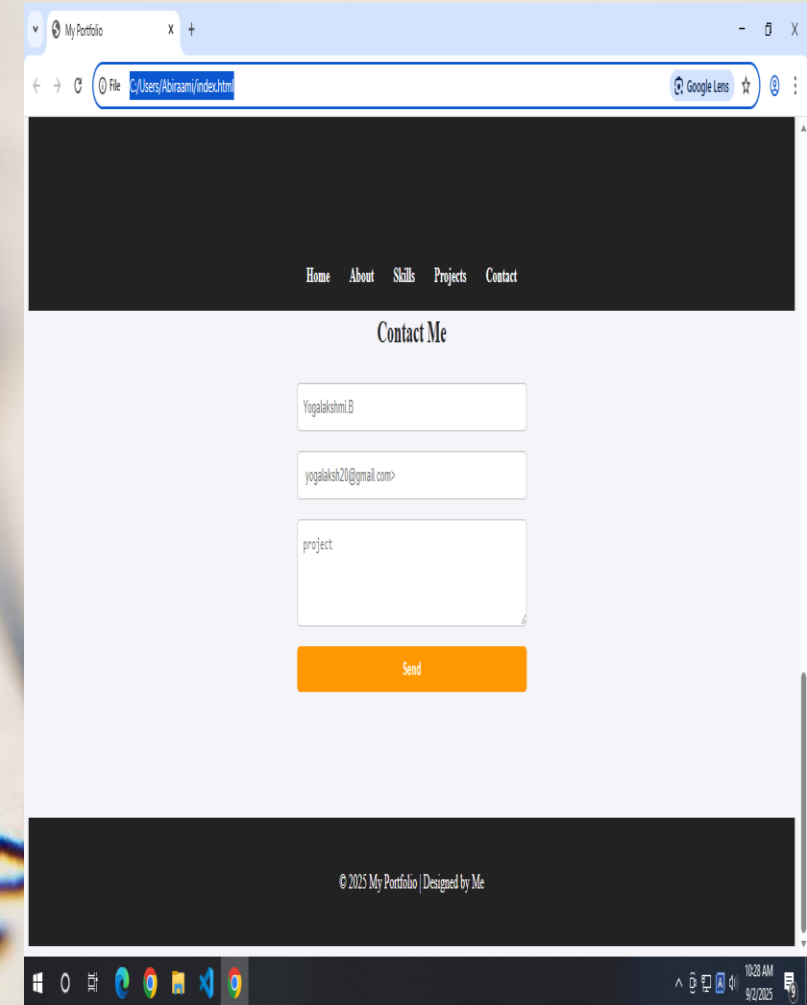 My Portfolio
File C:/Users/Abiraami/index.html Google Lens
Home About Skills Projects Contact
Contact Me
Yogalakshmi.B
yogalaksh20@gmail.com>
project
Send
© 2025 My Portfolio | Designed by Me
10:28 AM
9/2/2025